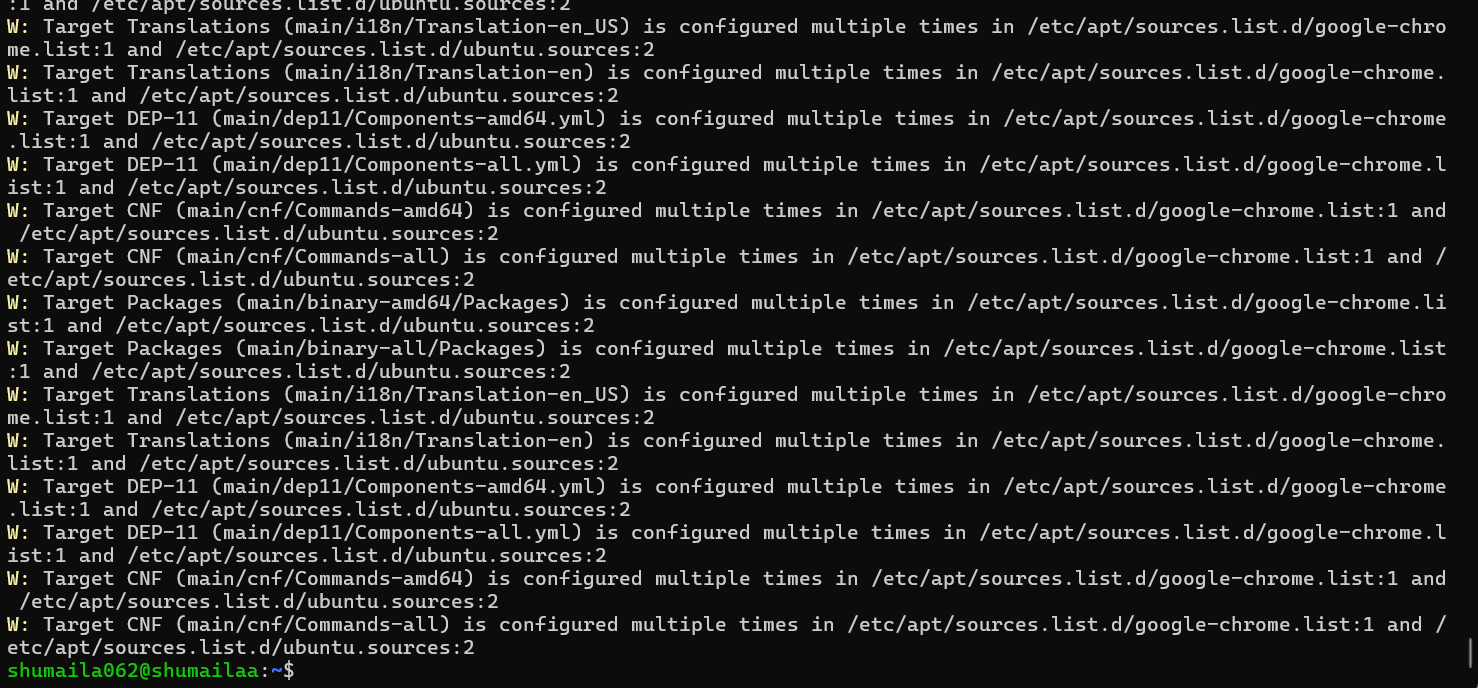 :1 and /etc/apt/sources.list.d/ubuntu.sources:2
W: Target Translations (main/i18n/Translation-en_US) is configured multiple times in /etc/apt/sources.list.d/google-chro
me.list:1 and /etc/apt/sources.list.d/ubuntu.sources:2
W: Target Translations (main/i18n/Translation-en) is configured multiple times in /etc/apt/sources.list.d/google-chrome.
list:1 and /etc/apt/sources.list.d/ubuntu.sources:2
W: Target DEP-11 (main/dep11/Components-amd64.yml) is configured multiple times in /etc/apt/sources.list.d/google-chrome
.list:1 and /etc/apt/sources.list.d/ubuntu.sources:2
W: Target DEP-11 (main/dep11/Components-all.yml) is configured multiple times in /etc/apt/sources.list.d/google-chrome.l
ist:1 and /etc/apt/sources.list.d/ubuntu.sources:2
W: Target CNF (main/cnf/Commands-amd64) is configured multiple times in /etc/apt/sources.list.d/google-chrome.list:1 and
 /etc/apt/sources.list.d/ubuntu.sources:2
W: Target CNF (main/cnf/Commands-all) is configured multiple times in /etc/apt/sources.list.d/google-chrome.list:1 and /
etc/apt/sources.list.d/ubuntu.sources:2
W: Target Packages (main/binary-amd64/Packages) is configured multiple times in /etc/apt/sources.list.d/google-chrome.li
st:1 and /etc/apt/sources.list.d/ubuntu.sources:2
W: Target Packages (main/binary-all/Packages) is configured multiple times in /etc/apt/sources.list.d/google-chrome.list
:1 and /etc/apt/sources.list.d/ubuntu.sources:2
W: Target Translations (main/i18n/Translation-en_US) is configured multiple times in /etc/apt/sources.list.d/google-chro
me.list:1 and /etc/apt/sources.list.d/ubuntu.sources:2
W: Target Translations (main/i18n/Translation-en) is configured multiple times in /etc/apt/sources.list.d/google-chrome.
list:1 and /etc/apt/sources.list.d/ubuntu.sources:2
W: Target DEP-11 (main/dep11/Components-amd64.yml) is configured multiple times in /etc/apt/sources.list.d/google-chrome
.list:1 and /etc/apt/sources.list.d/ubuntu.sources:2
W: Target DEP-11 (main/dep11/Components-all.yml) is configured multiple times in /etc/apt/sources.list.d/google-chrome.l
ist:1 and /etc/apt/sources.list.d/ubuntu.sources:2
W: Target CNF (main/cnf/Commands-amd64) is configured multiple times in /etc/apt/sources.list.d/google-chrome.list:1 and
 /etc/apt/sources.list.d/ubuntu.sources:2
W: Target CNF (main/cnf/Commands-all) is configured multiple times in /etc/apt/sources.list.d/google-chrome.list:1 and /
etc/apt/sources.list.d/ubuntu.sources:2
shumaila062@shumailaa:~$